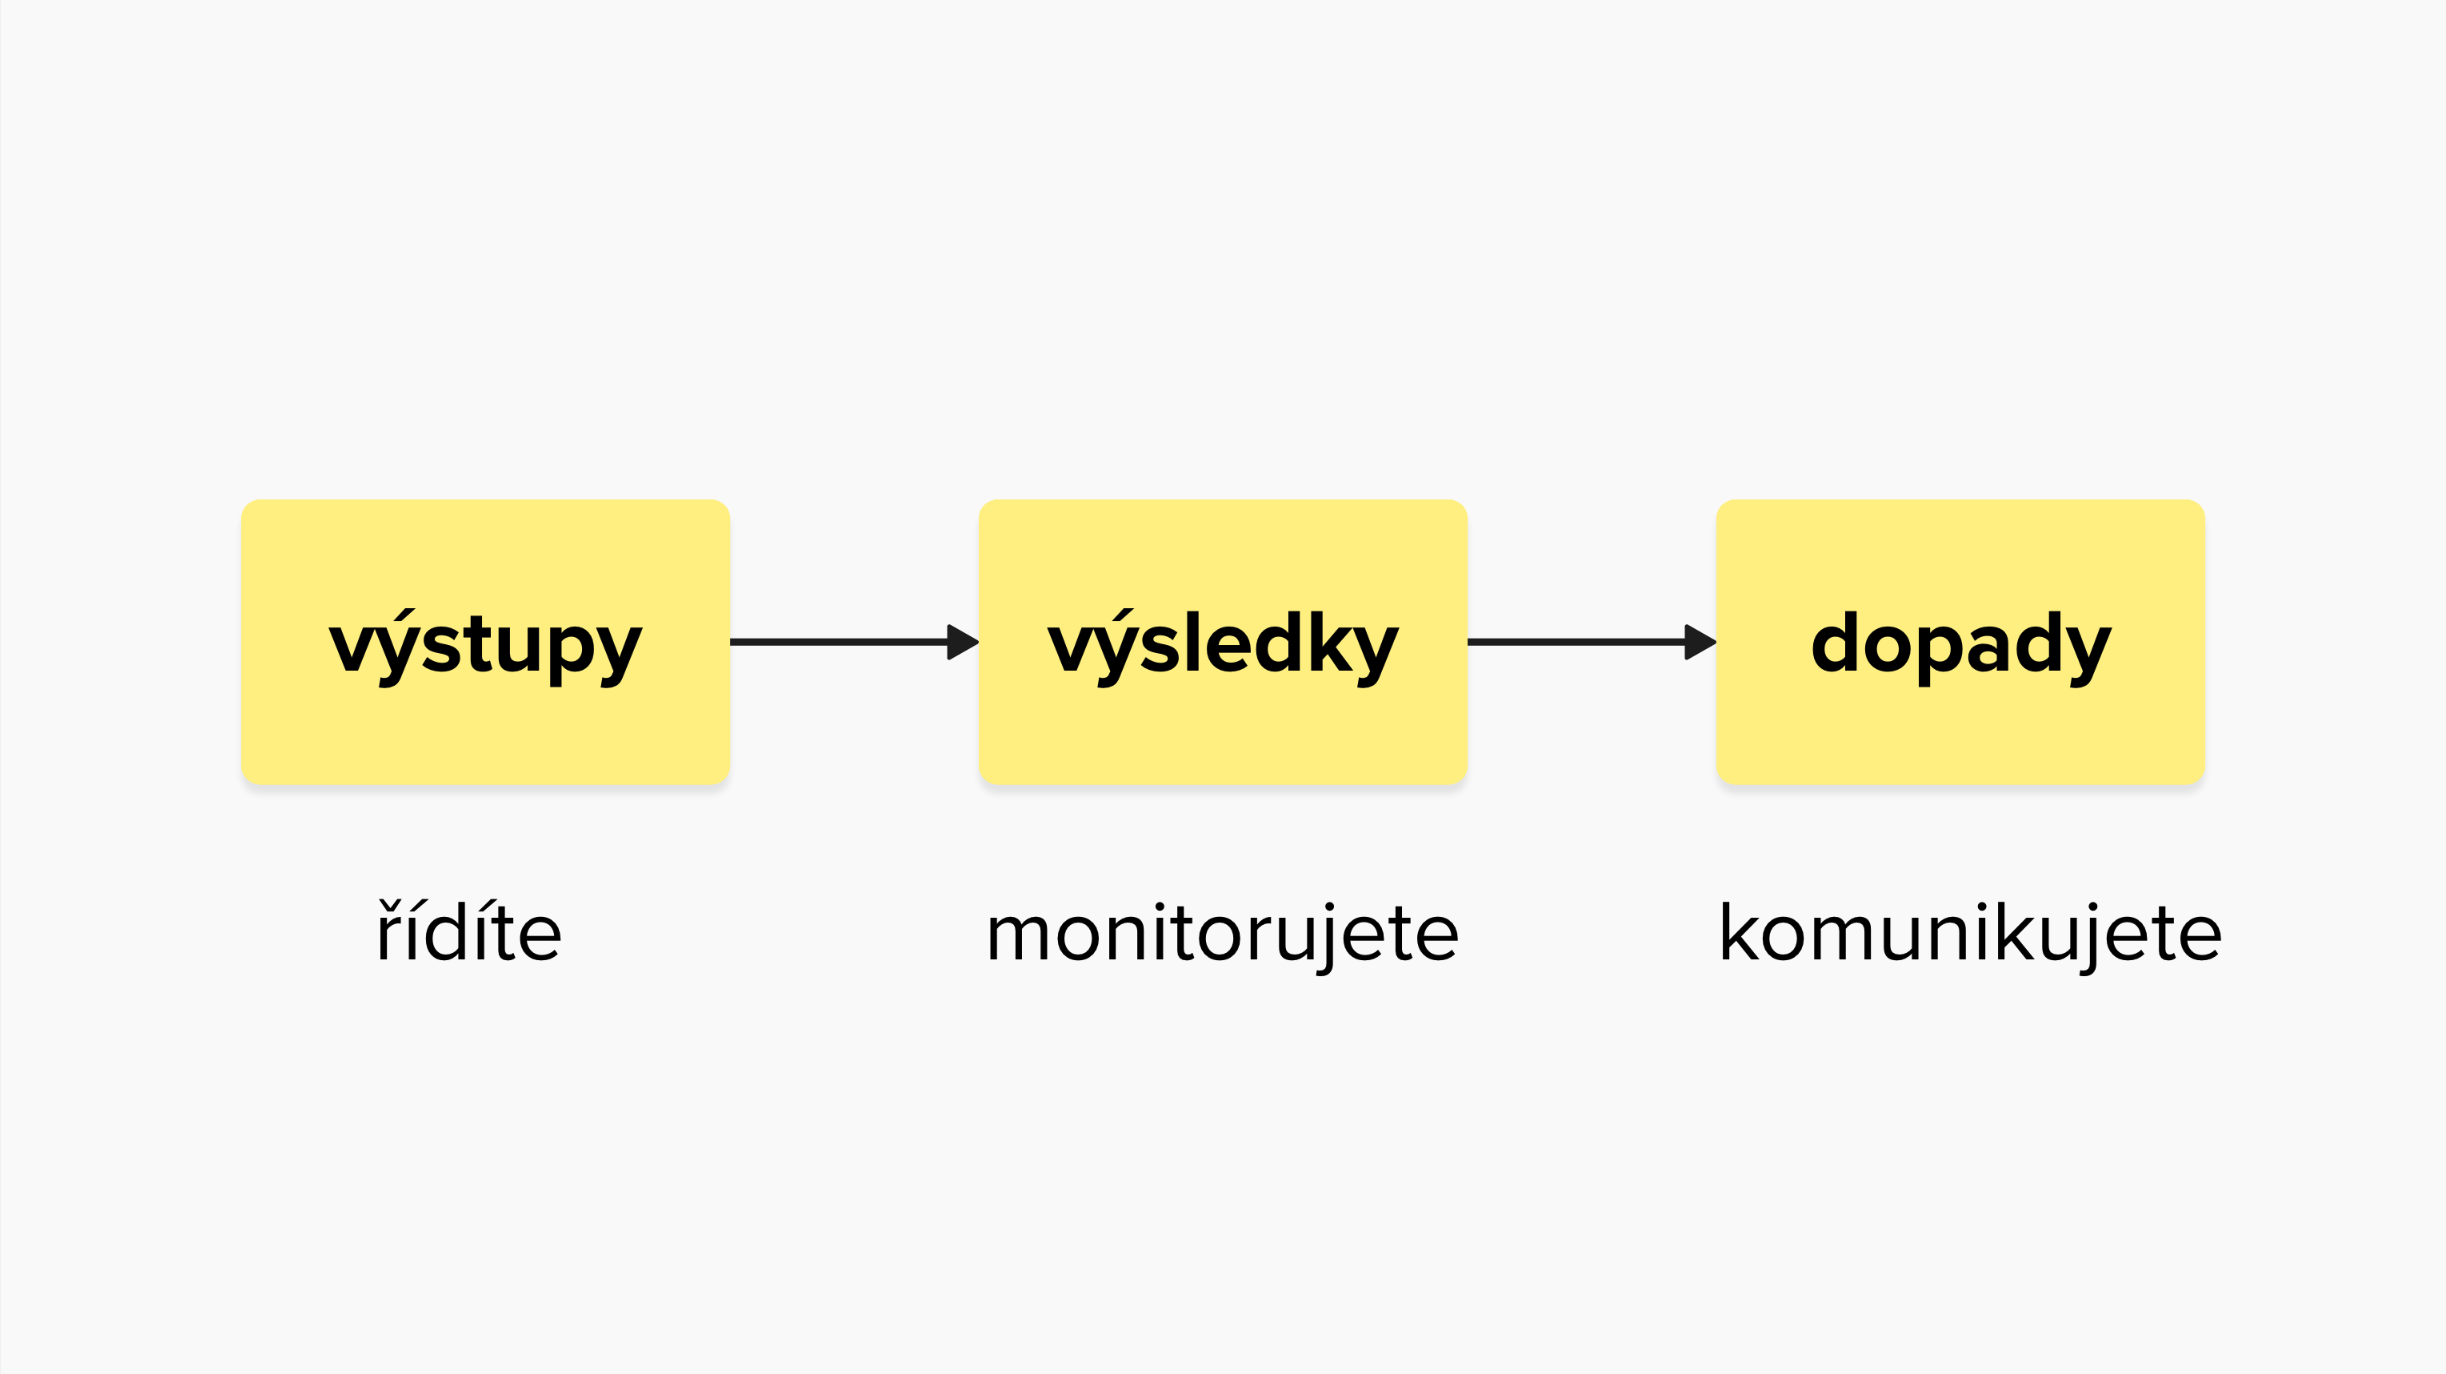 výstupy
výsledky
dopady
řídíte
monitorujete
komunikujete